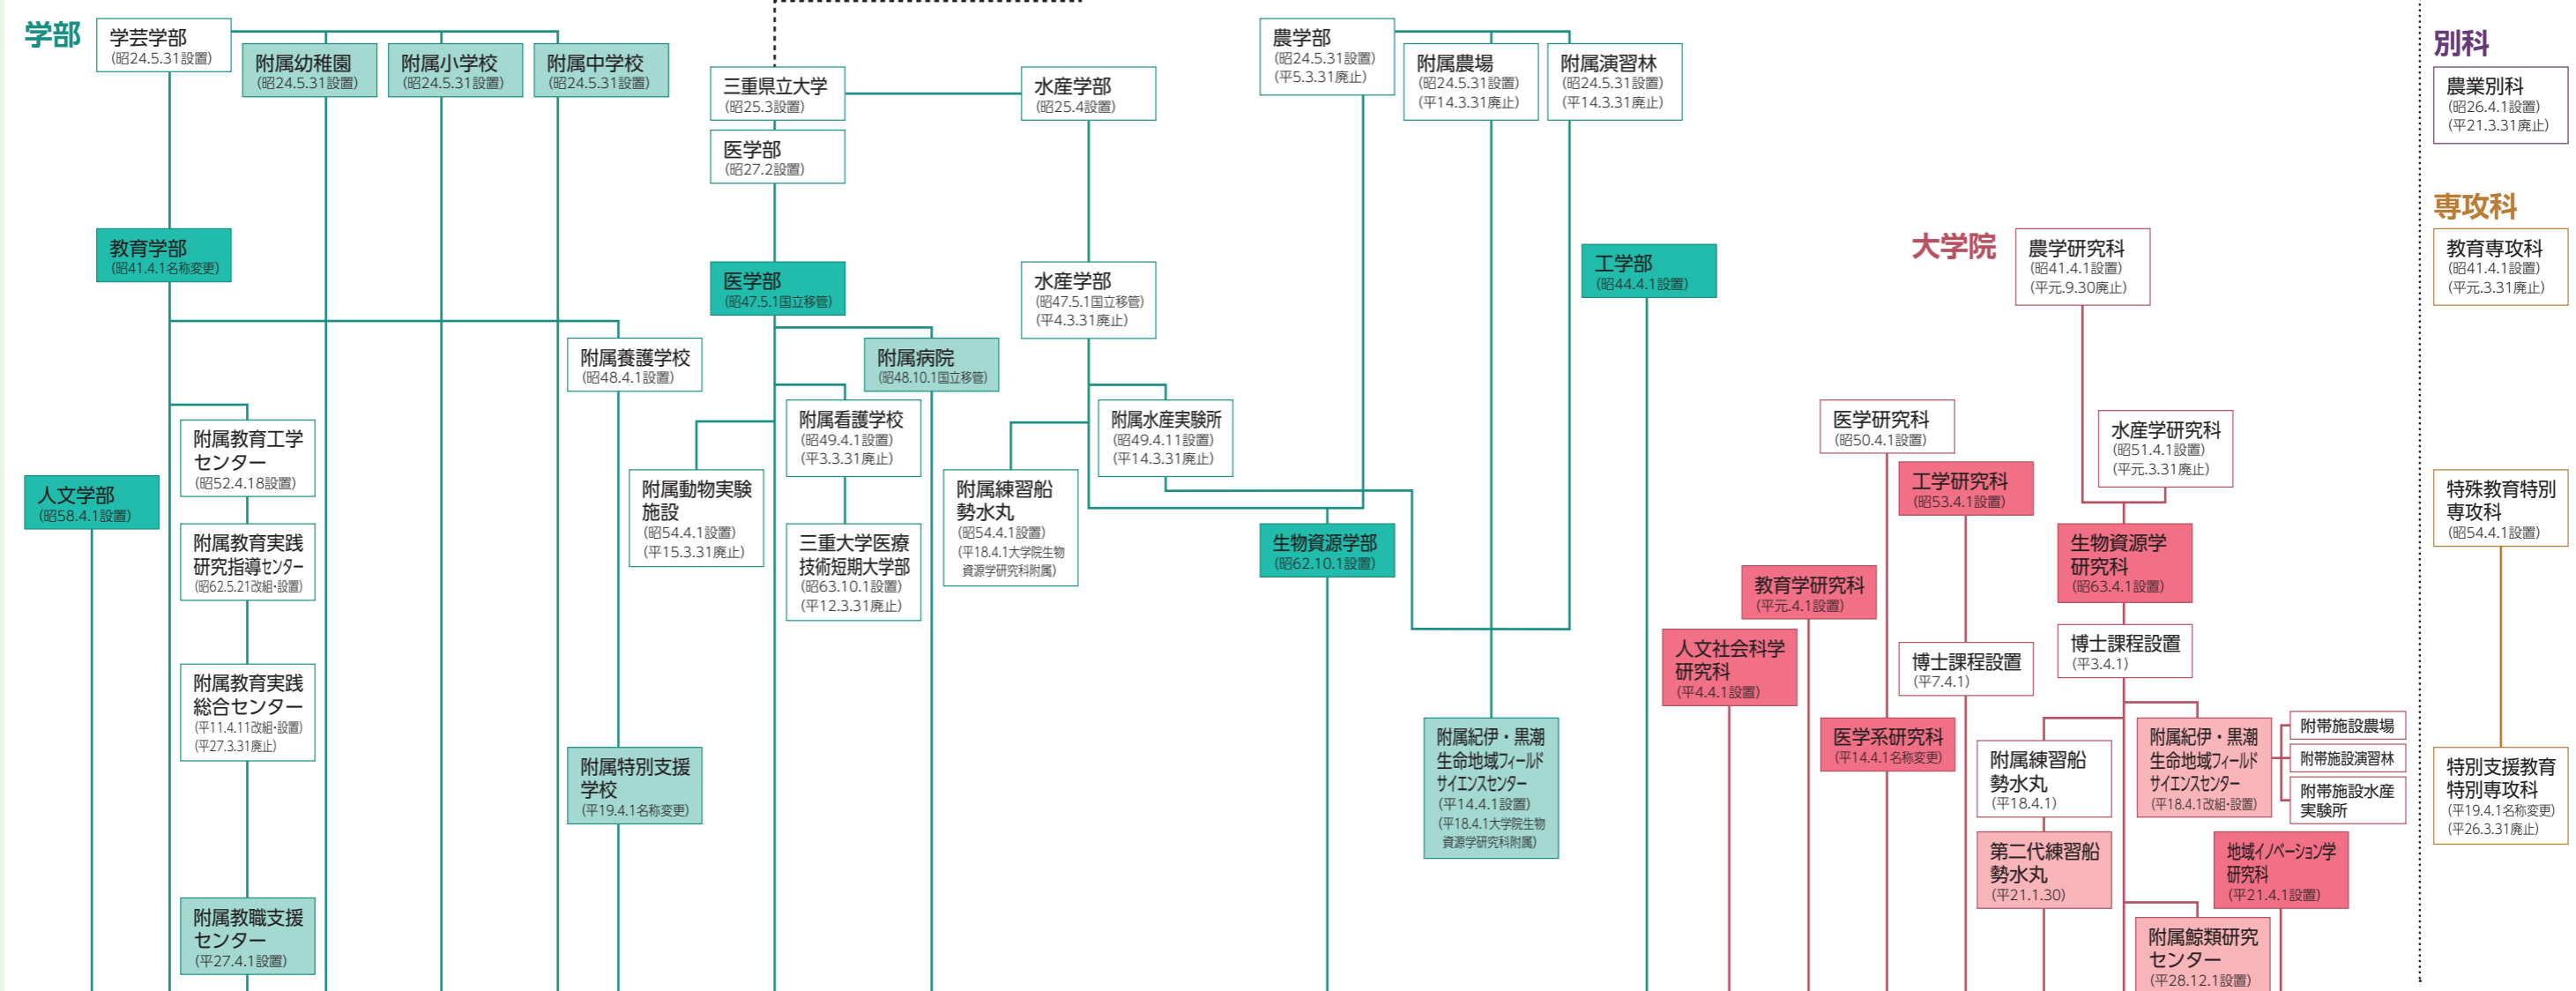 学部
学芸学部
(昭24.5.31設置)
附属幼稚園
(昭24.5.31設置)
附属小学校
(昭24.5.31設置)
附属中学校
(昭24.5.31設置)
教育学部
(昭41.4.1名称変更)
附属養護学校
(昭48.4.1設置)
附属教育工学
センター
(昭52.4.18設置)
人文学部
(昭58.4.1設置)
附属教育実践
研究指導センター
(昭62.5.21改組・設置)
附属教育実践
総合センター
(平11.4.11改組・設置)
(平27.3.31廃止)
附属特別支援
学校
(平19.4.1名称変更)
附属教職支援
センター
(平27.4.1設置)
三重県立大学
(昭25.3設置)
水産学部
(昭25.4設置)
医学部
(昭27.2設置)
医学部
(昭47.5.1国立移管)
水産学部
(昭47.5.1国立移管)
(平4.3.31廃止)
附属病院
(昭48.10.1国立移管)
附属看護学校
(昭49.4.1設置)
(平3.3.31廃止)
附属水産実験所
(昭49.4.11設置)
(平14.3.31廃止)
附属動物実験
施設
(昭54.4.1設置)
(平15.3.31廃止)
附属練習船
勢水丸
(昭54.4.1設置)
(平18.4.1大学院生物
資源学研究科附属)
三重大学医療
技術短期大学部
(昭63.10.1設置)
(平12.3.31廃止)
農学部
(昭24.5.31設置)
(平5.3.31廃止)
附属農場
(昭24.5.31設置)
(平14.3.31廃止)
附属演習林
(昭24.5.31設置)
(平14.3.31廃止)
工学部
(昭44.4.1設置)
生物資源学部
(昭62.10.1設置)
附属紀伊・黒潮
生命地域フィールド
サイエンスセンター
(平14.4.1設置)
(平18.4.1大学院生物
資源学研究科附属)
大学院
農学研究科
(昭41.4.1設置)
(平元.9.30廃止)
医学研究科
(昭50.4.1設置)
水産学研究科
(昭51.4.1設置)
(平元.3.31廃止)
工学研究科
(昭53.4.1設置)
生物資源学
研究科
(昭63.4.1設置)
教育学研究科
(平元.4.1設置)
人文社会科学
研究科
(平4.4.1設置)
博士課程設置
(平7.4.1)
博士課程設置
(平3.4.1)
医学系研究科
(平14.4.1名称変更)
附属練習船
勢水丸
(平18.4.1)
附属紀伊・黒潮
生命地域フィールド
サイエンスセンター
(平18.4.1改組・設置)
附帯施設農場
附帯施設演習林
附帯施設水産
実験所
第二代練習船
勢水丸
(平21.1.30)
地域イノベーション学
研究科
(平21.4.1設置)
附属鯨類研究
センター
(平28.12.1設置)
別科
農業別科
(昭26.4.1設置)
(平21.3.31廃止)
専攻科
教育専攻科
(昭41.4.1設置)
(平元.3.31廃止)
特殊教育特別
専攻科
(昭54.4.1設置)
特別支援教育
特別専攻科
(平19.4.1名称変更)
(平26.3.31廃止)